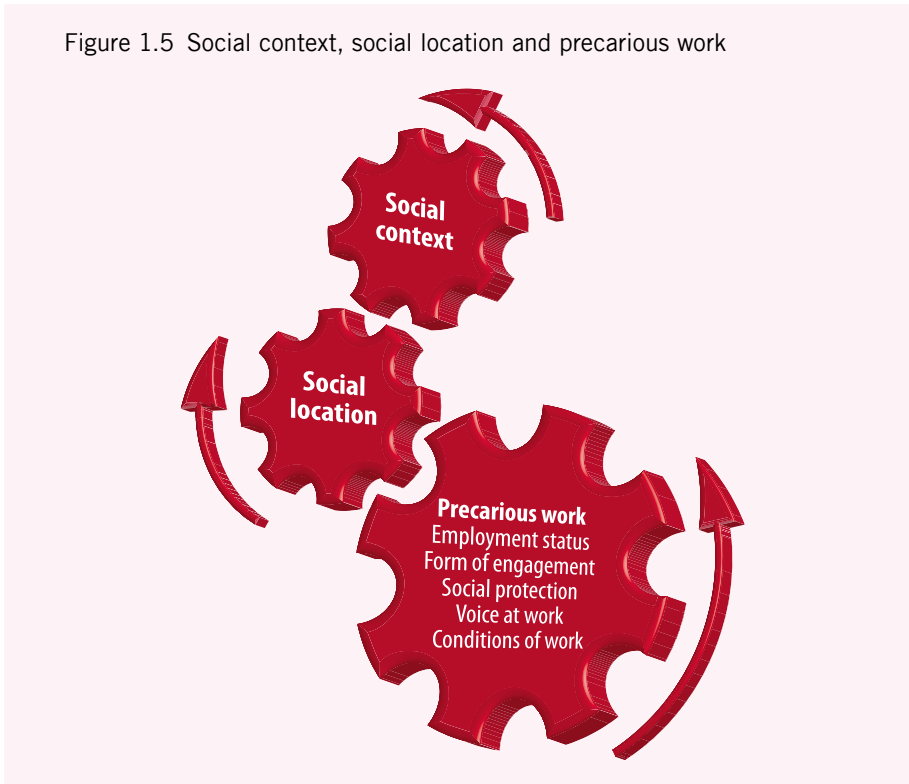 Figure 1.5 Social context, social location and precarious work
Social
context
Social
location
Precarious work
Employment status
Form of engagement
Social protection
Voice at work
Conditions of work